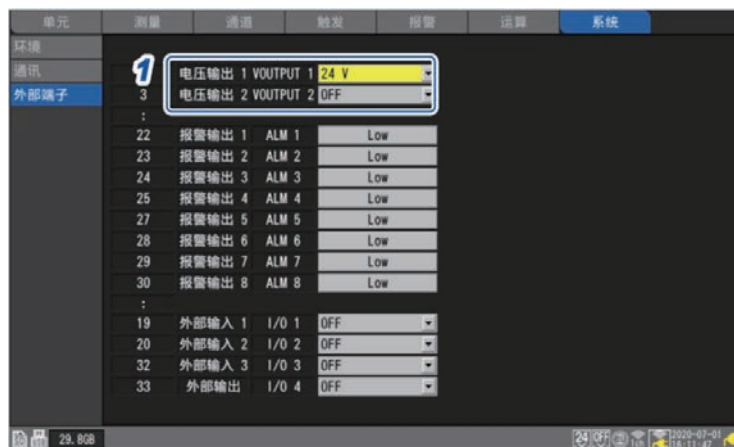 单元 测量 通道 触发 报警 运算 系统
环境
通讯
外部端子
1
电压输出 1 VOUTPUT 1 24 V
3 电压输出 2 VOUTPUT 2 OFF
:
22 报警输出 1 ALM 1 Low
23 报警输出 2 ALM 2 Low
24 报警输出 3 ALM 3 Low
25 报警输出 4 ALM 4 Low
27 报警输出 5 ALM 5 Low
28 报警输出 6 ALM 6 Low
29 报警输出 7 ALM 7 Low
30 报警输出 8 ALM 8 Low
:
19 外部输入 1 I/O 1 OFF
20 外部输入 2 I/O 2 OFF
32 外部输入 3 I/O 3 OFF
33 外部输出 I/O 4 OFF
29.8GB 24 OFF 2020-07-01
16:11:47